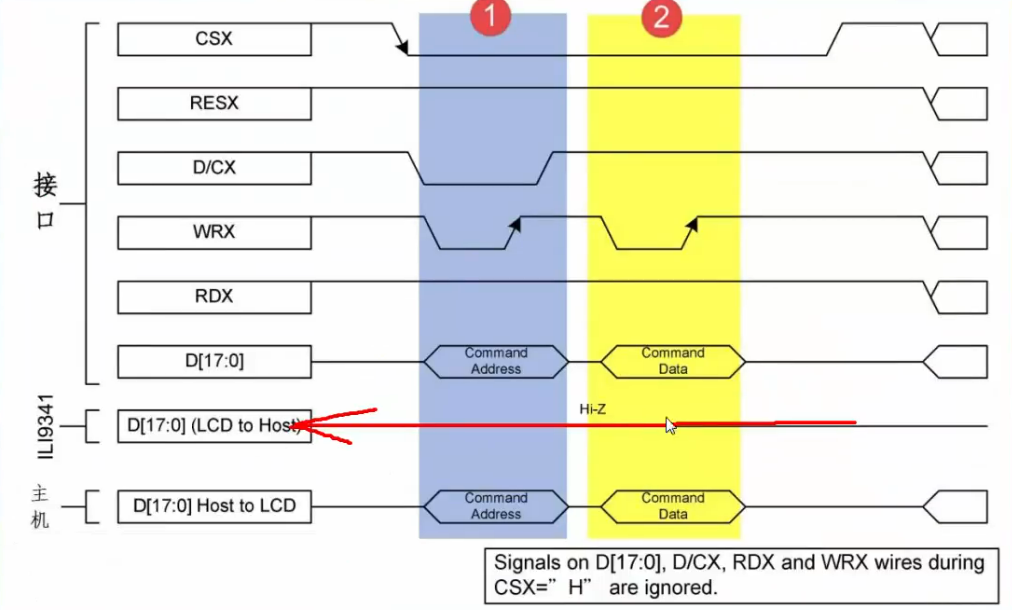 1
2
CSX
RESX
D/CX
接口
WRX
RDX
D[17:0]
Command
Address
Command
Data
ILI9341
D[17:0] (LCD to Host)
Hi-Z
主机
D[17:0] Host to LCD
Command
Address
Command
Data
Signals on D[17:0], D/CX, RDX and WRX wires during
CSX=”H” are ignored.